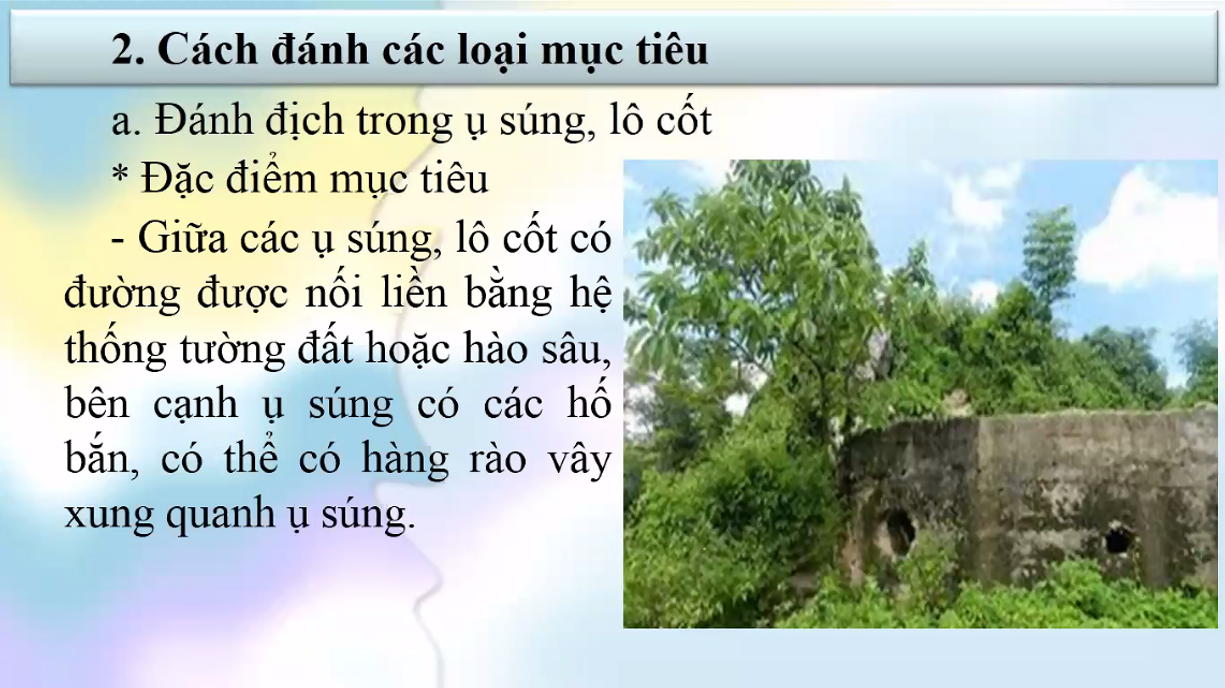 2. Cách đánh các loại mục tiêu
a. Đánh địch trong ụ súng, lô cốt
* Đặc điểm mục tiêu
- Giữa các ụ súng, lô cốt có
đường được nối liền bằng hệ
thống tường đất hoặc hào sâu,
bên cạnh ụ súng có các hố
bắn, có thể có hàng rào vây
xung quanh ụ súng.